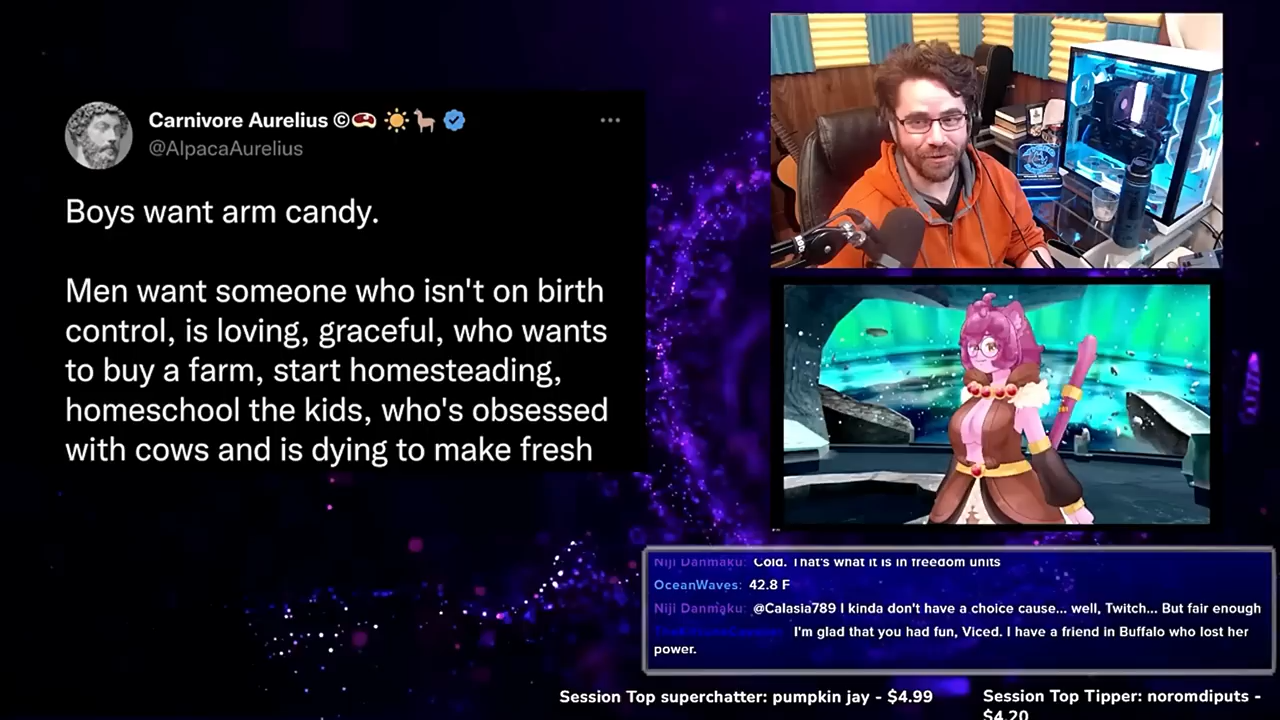 Carnivore Aurelius ©🥩 ☀️🦙
@AlpacaAurelius
Boys want arm candy.
Men want someone who isn't on birth
control, is loving, graceful, who wants
to buy a farm, start homesteading,
homeschool the kids, who's obsessed
with cows and is dying to make fresh
Niji Danmaku: Cold. That's what it is in freedom units
OceanWaves: 42.8 F
Niji Danmaku: @Calasia789 I kinda don't have a choice cause... well, Twitch... But fair enough
I'm glad that you had fun, Viced. I have a friend in Buffalo who lost her
power.
Session Top superchatter: pumpkin jay - $4.99
Session Top Tipper: noromdiputs -
$4.20